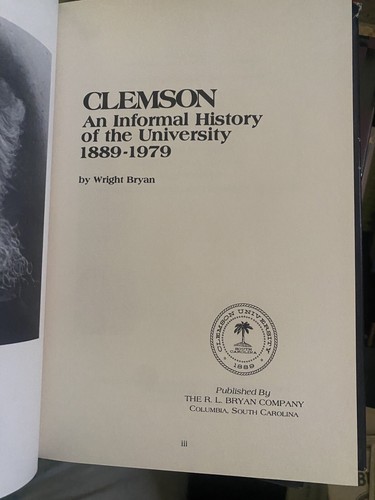 CLEMSON
An Informal History
of the University
1889-1979
by Wright Bryan
CLEMSON UNIVERSITY
SOUTH
CAROLINA
1889
Published By
THE R. L. BRYAN COMPANY
COLUMBIA, SOUTH CAROLINA
iii